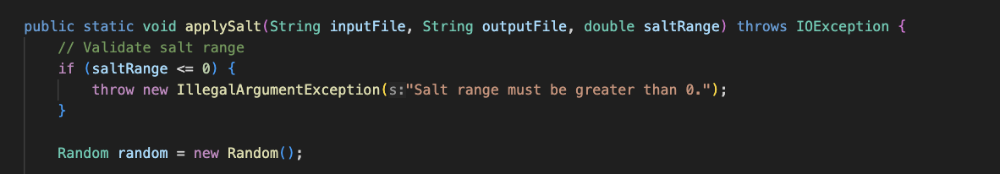 public static void applySalt(String inputFile, String outputFile, double saltRange) throws IOException {
// Validate salt range
if (saltRange <= 0) {
throw new IllegalArgumentException(s:"Salt range must be greater than 0.");
}
Random random = new Random();